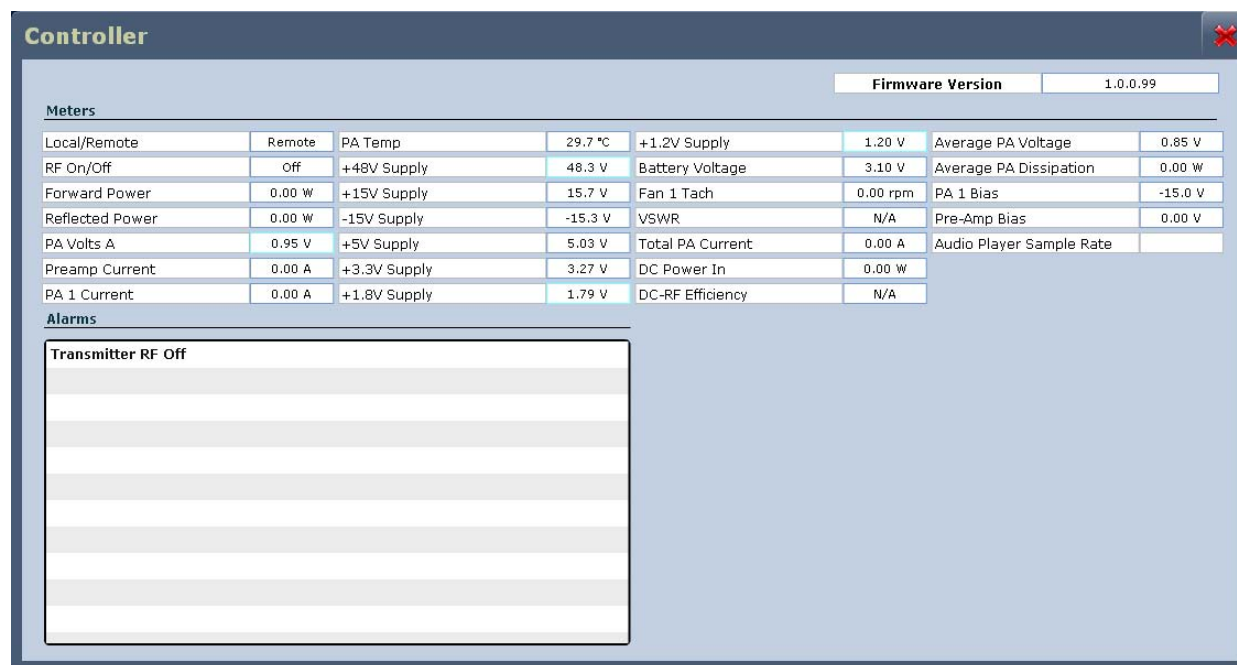 Controller
Firmware Version 1.0.0.99
Meters
Local/Remote Remote PA Temp 29.7 °C +1.2V Supply 1.20 V Average PA Voltage 0.85 V
RF On/Off Off +48V Supply 48.3 V Battery Voltage 3.10 V Average PA Dissipation 0.00 W
Forward Power 0.00 W +15V Supply 15.7 V Fan 1 Tach 0.00 rpm PA 1 Bias -15.0 V
Reflected Power 0.00 W -15V Supply -15.3 V VSWR N/A Pre-Amp Bias 0.00 V
PA Volts A 0.95 V +5V Supply 5.03 V Total PA Current 0.00 A Audio Player Sample Rate
Preamp Current 0.00 A +3.3V Supply 3.27 V DC Power In 0.00 W
PA 1 Current 0.00 A +1.8V Supply 1.79 V DC-RF Efficiency N/A
Alarms
Transmitter RF Off